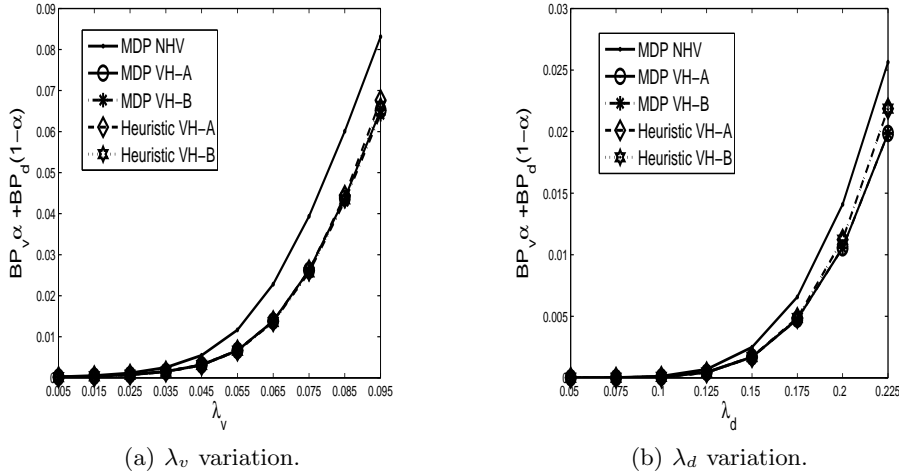 0.09
0.08
0.07
0.06
0.05
0.04
0.03
0.02
0.01
0
BP_v α +BP_d (1−α)
MDP NHV
MDP VH−A
MDP VH−B
Heuristic VH−A
Heuristic VH−B
0.005 0.015 0.025 0.035 0.045 0.055 0.065 0.075 0.085 0.095
λ_v
(a) λ_v variation.
0.03
0.025
0.02
0.015
0.01
0.005
0
BP_v α +BP_d (1−α)
MDP NHV
MDP VH−A
MDP VH−B
Heuristic VH−A
Heuristic VH−B
0.05 0.075 0.1 0.125 0.15 0.175 0.2 0.225
λ_d
(b) λ_d variation.